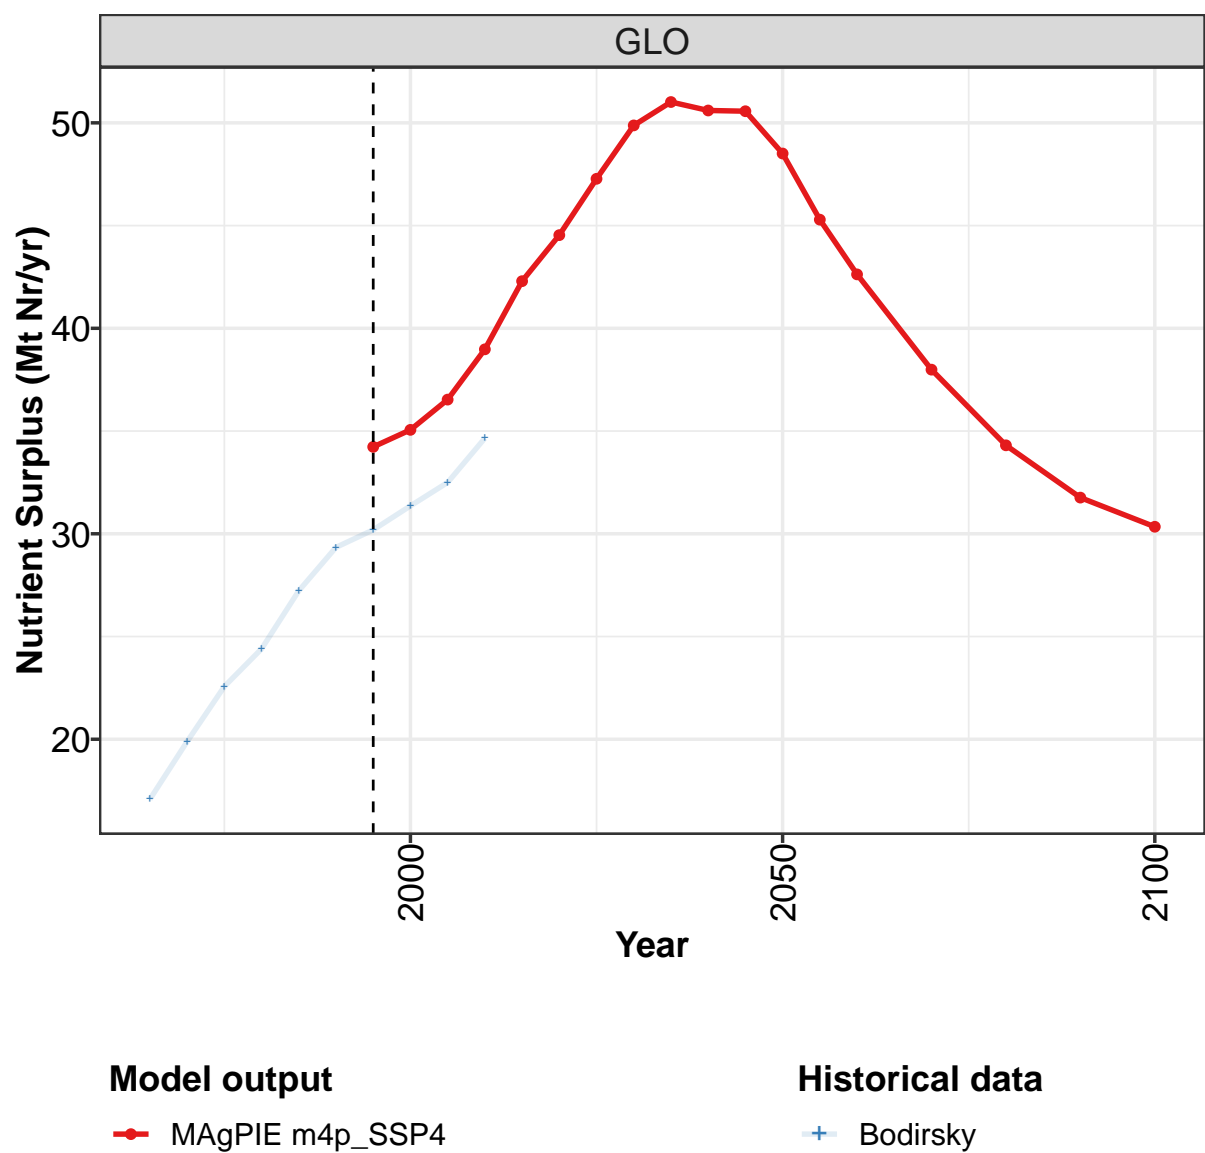 GLO
Nutrient Surplus (Mt Nr/yr)
50
40
30
20
2000
2050
2100
Year
Model output
MAgPIE m4p_SSP4
Historical data
Bodirsky